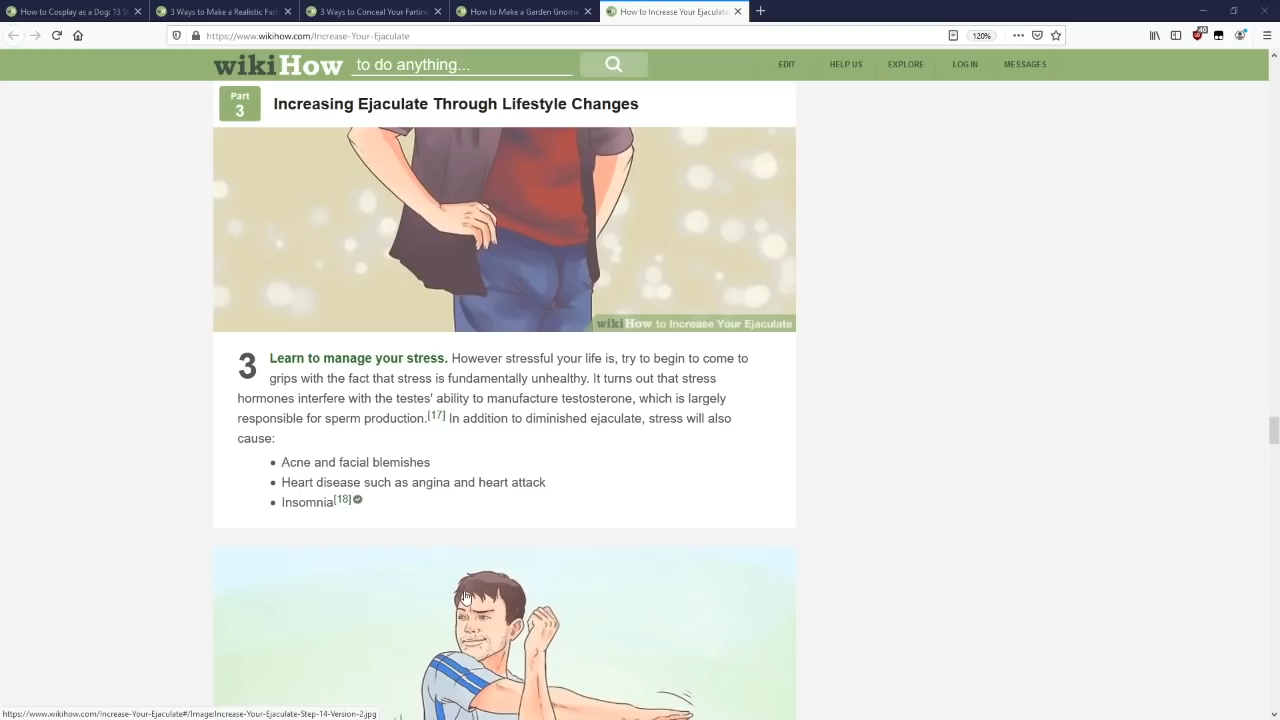 How to Cosplay as a Dog: 13 S
3 Ways to Make a Realistic Fart
3 Ways to Conceal Your Farting
How to Make a Garden Gnome
How to Increase Your Ejaculate
https://www.wikihow.com/Increase-Your-Ejaculate
120%
wikiHow to do anything...
EDIT HELP US EXPLORE LOG IN MESSAGES
Part
3
Increasing Ejaculate Through Lifestyle Changes
wikiHow to Increase Your Ejaculate
3 Learn to manage your stress. However stressful your life is, try to begin to come to
grips with the fact that stress is fundamentally unhealthy. It turns out that stress
hormones interfere with the testes' ability to manufacture testosterone, which is largely
responsible for sperm production.[17] In addition to diminished ejaculate, stress will also
cause:
Acne and facial blemishes
Heart disease such as angina and heart attack
Insomnia[18]
https://www.wikihow.com/Increase-Your-Ejaculate#/Image:Increase-Your-Ejaculate-Step-14-Version-2.jpg